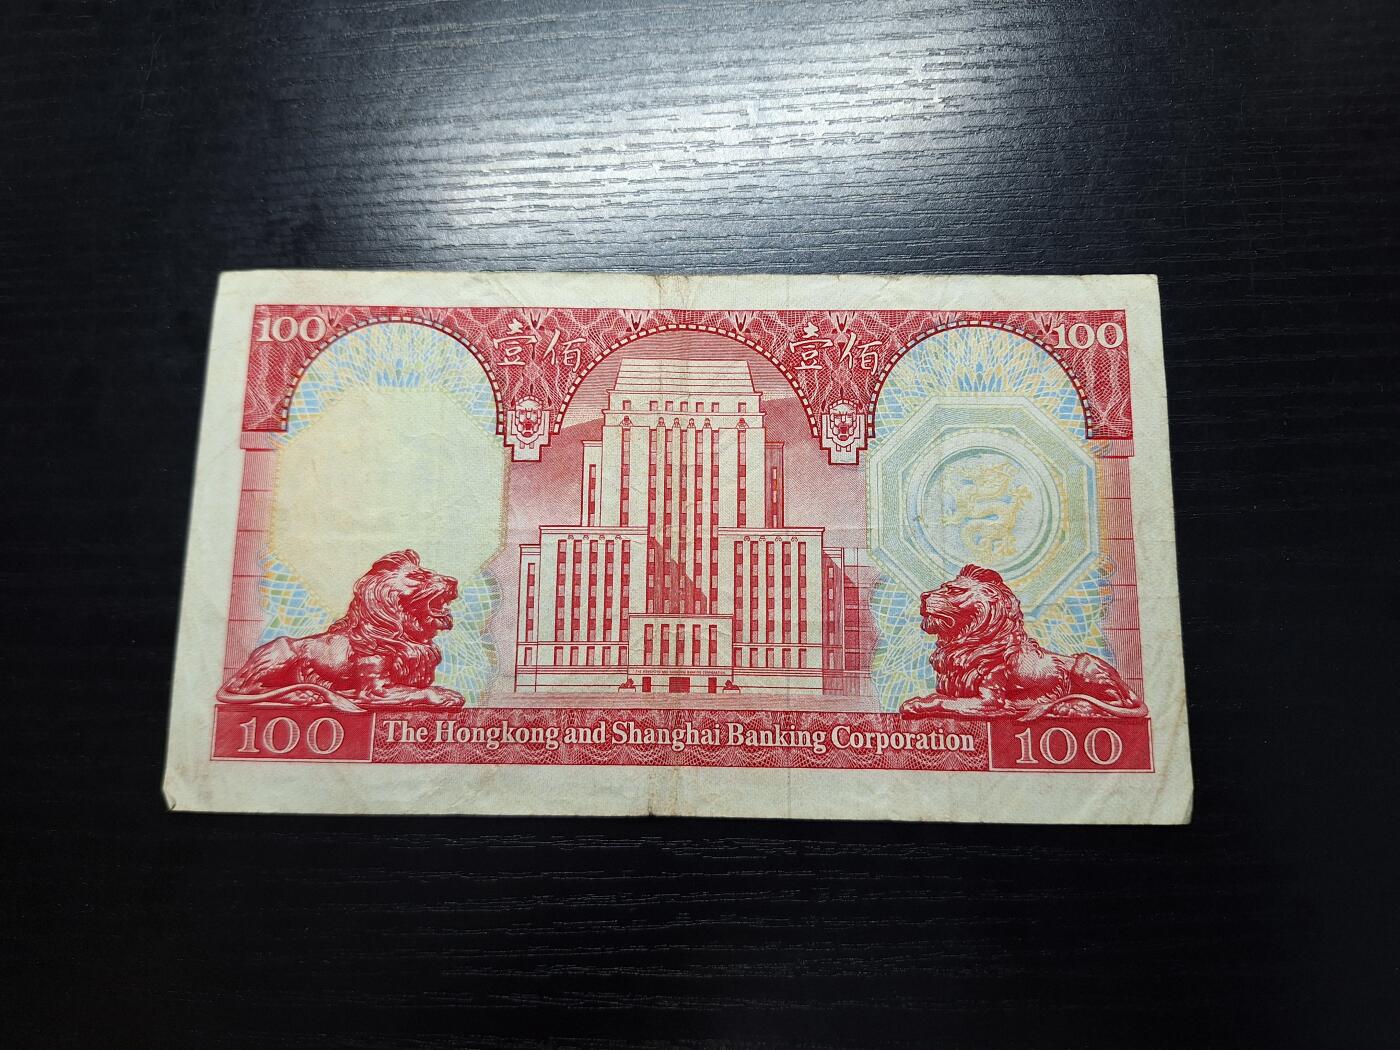 100 壹佰 壹佰 100
100 The Hongkong and Shanghai Banking Corporation 100